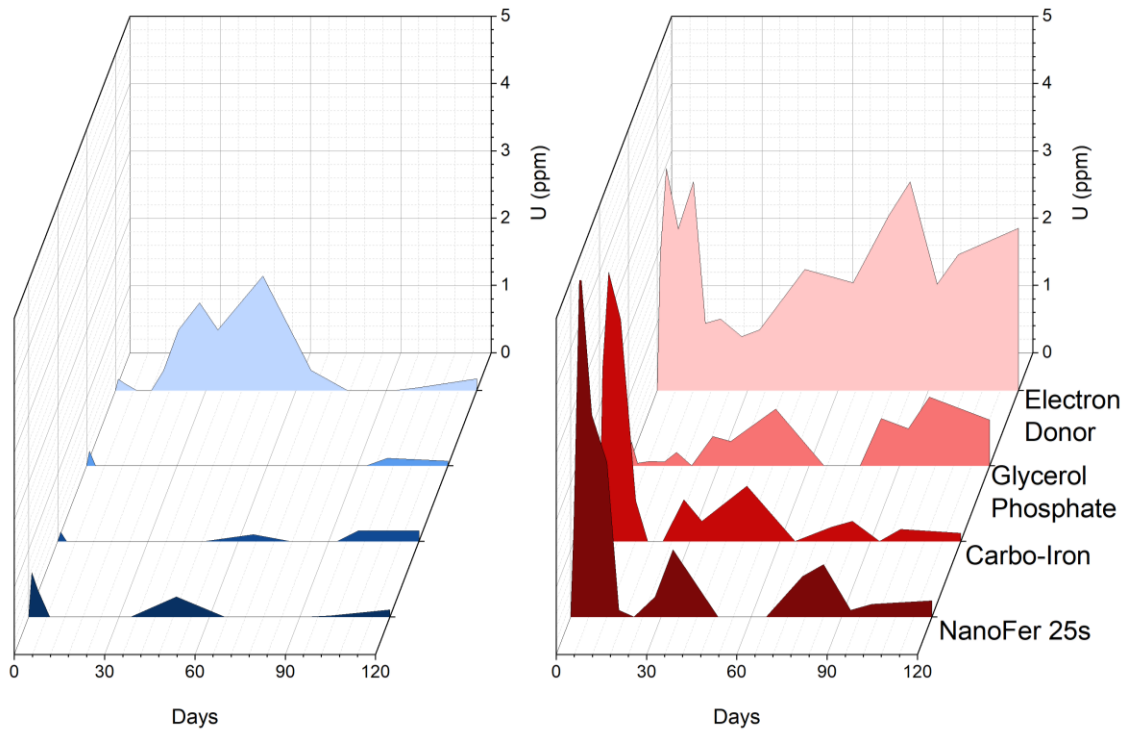 5
4
3
2
1
0
U (ppm)
0 30 60 90 120
Days
5
4
3
2
1
0
U (ppm)
Electron
Donor
Glycerol
Phosphate
Carbo-Iron
NanoFer 25s
0 30 60 90 120
Days